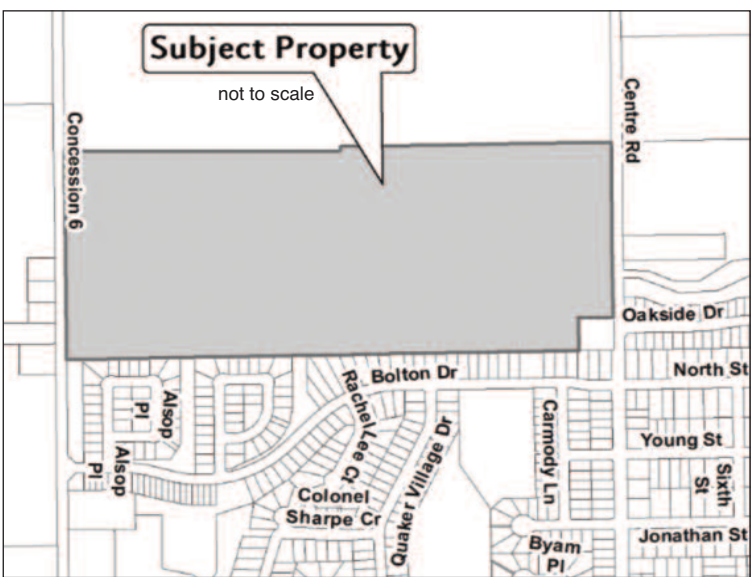 Subject Property
not to scale
Concession 6
Centre Rd
Oakside Dr
North St
Bolton Dr
Rachel Lee Ct
Alsop
Pl
Alsop
Pl
Carmody Ln
Young St
Quaker Village Dr
Sixth
St
Colonel
Sharpe Cr
Jonathan St
Byam
Pl